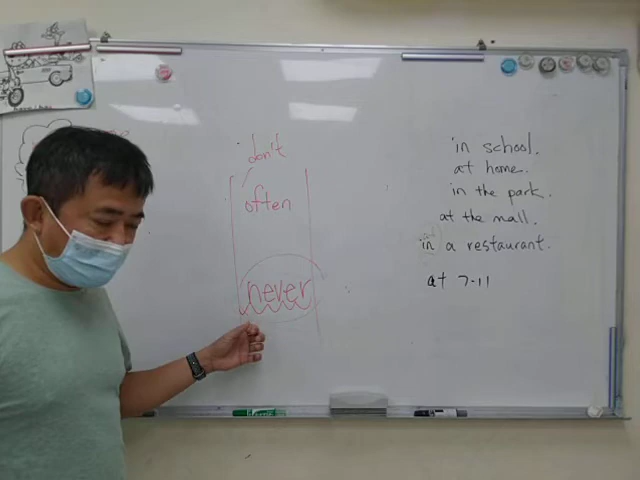 don't
often
never
in school.
at home.
in the park.
at the mall.
in a restaurant.
at 7-11